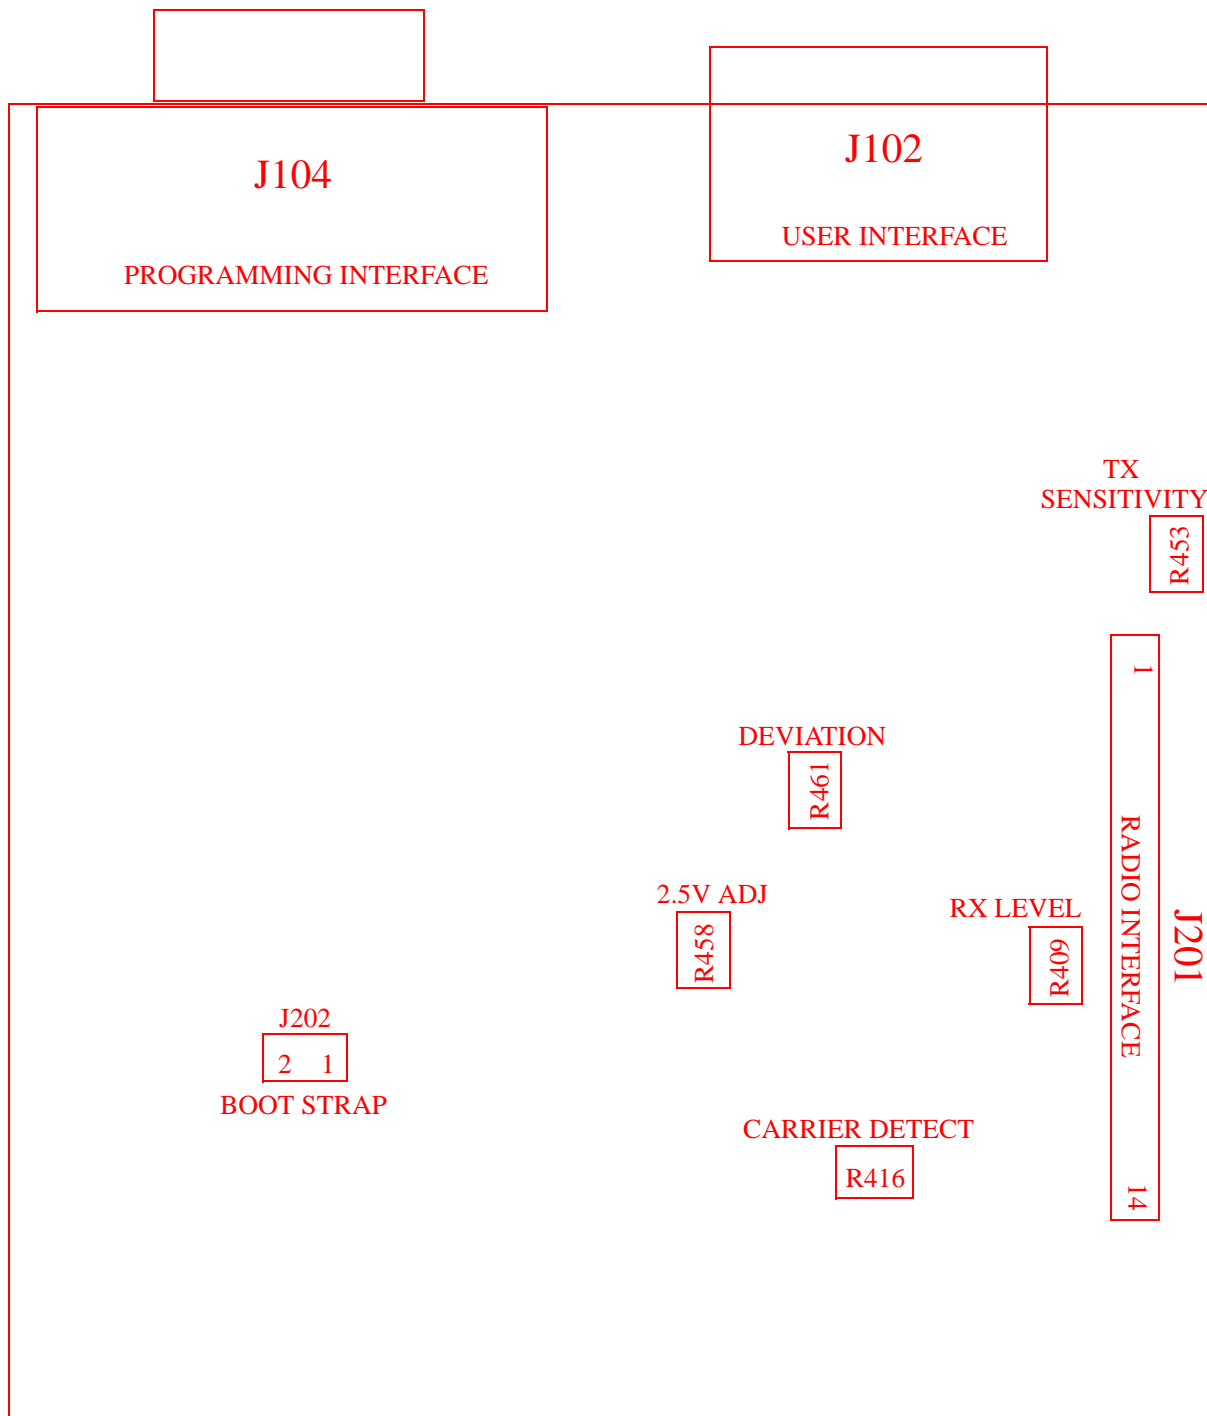 J104
PROGRAMMING INTERFACE
J102
USER INTERFACE
TX
SENSITIVITY
R453
1
RADIO INTERFACE
14
J201
DEVIATION
R461
2.5V ADJ
R458
RX LEVEL
R409
J202
2 1
BOOT STRAP
CARRIER DETECT
R416